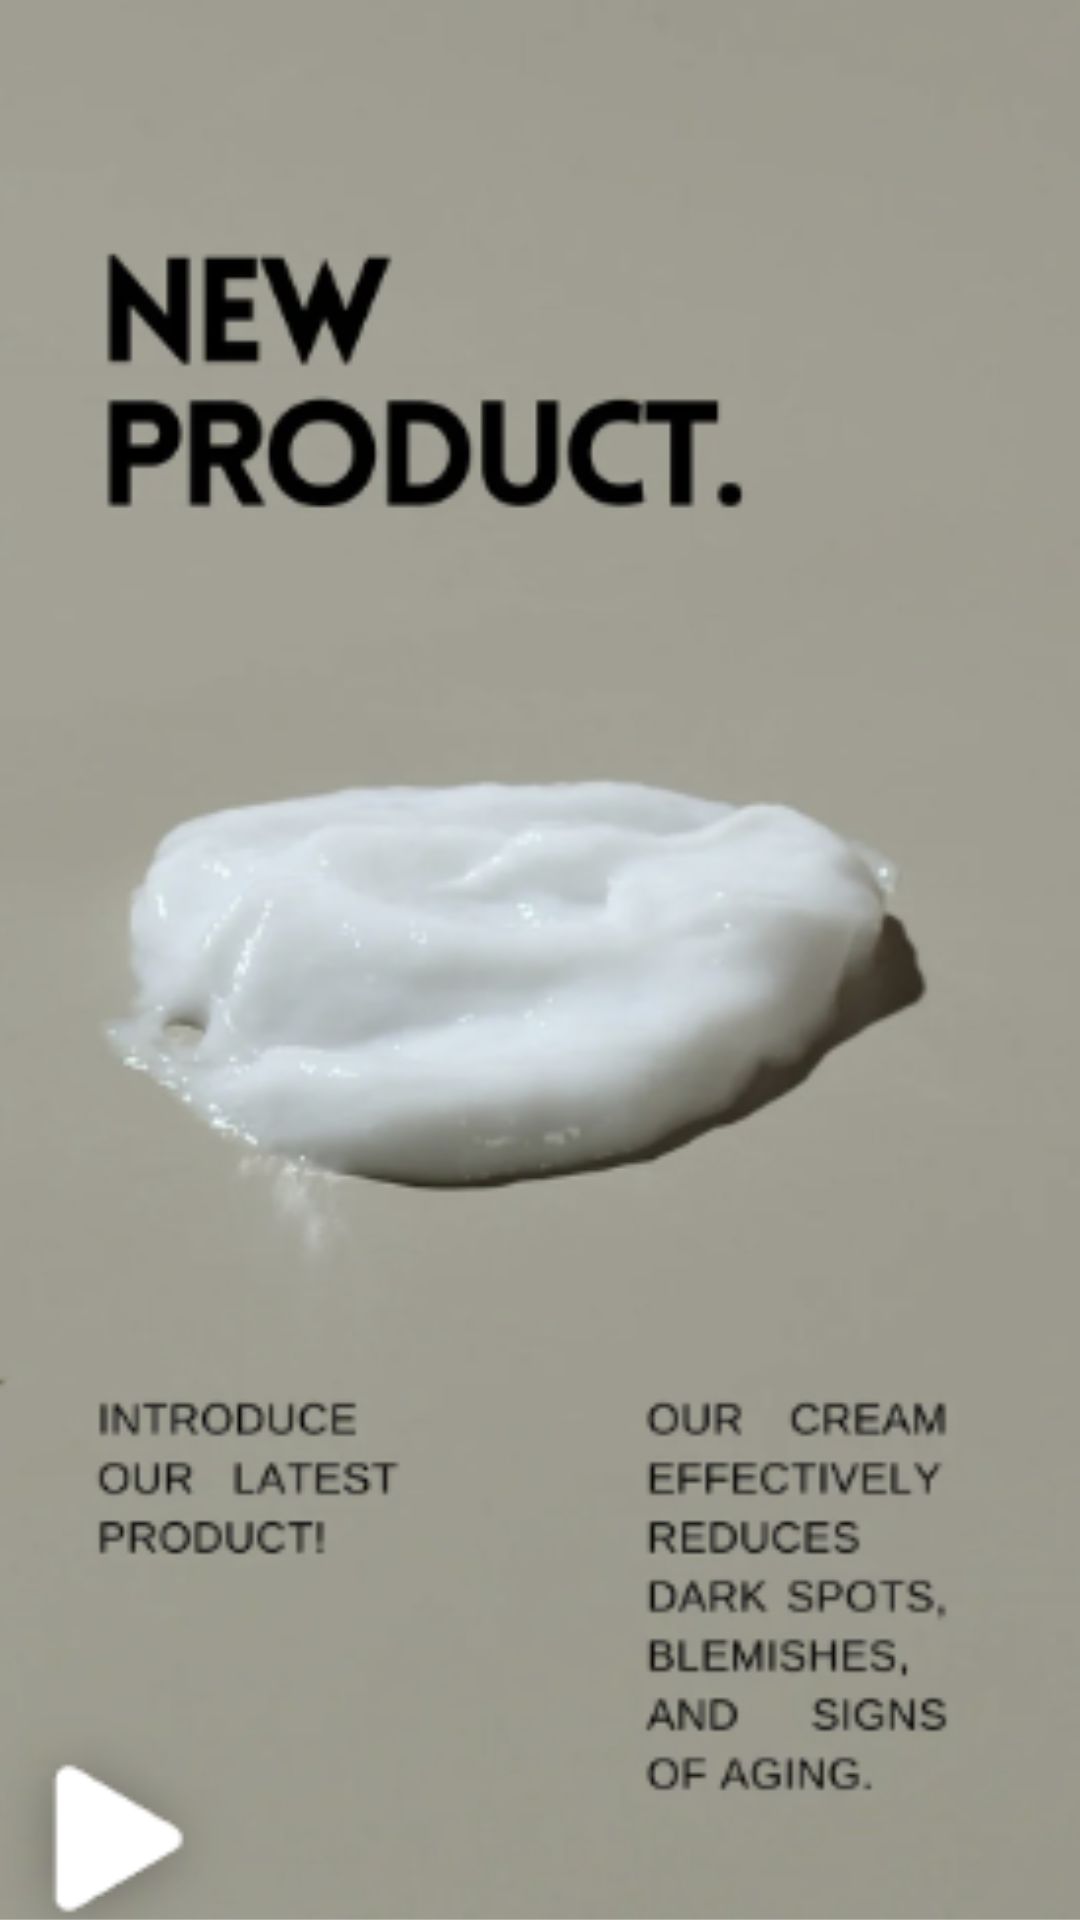 NEW
PRODUCT.
INTRODUCE
OUR LATEST
PRODUCT!
OUR CREAM
EFFECTIVELY
REDUCES
DARK SPOTS,
BLEMISHES,
AND SIGNS
OF AGING.